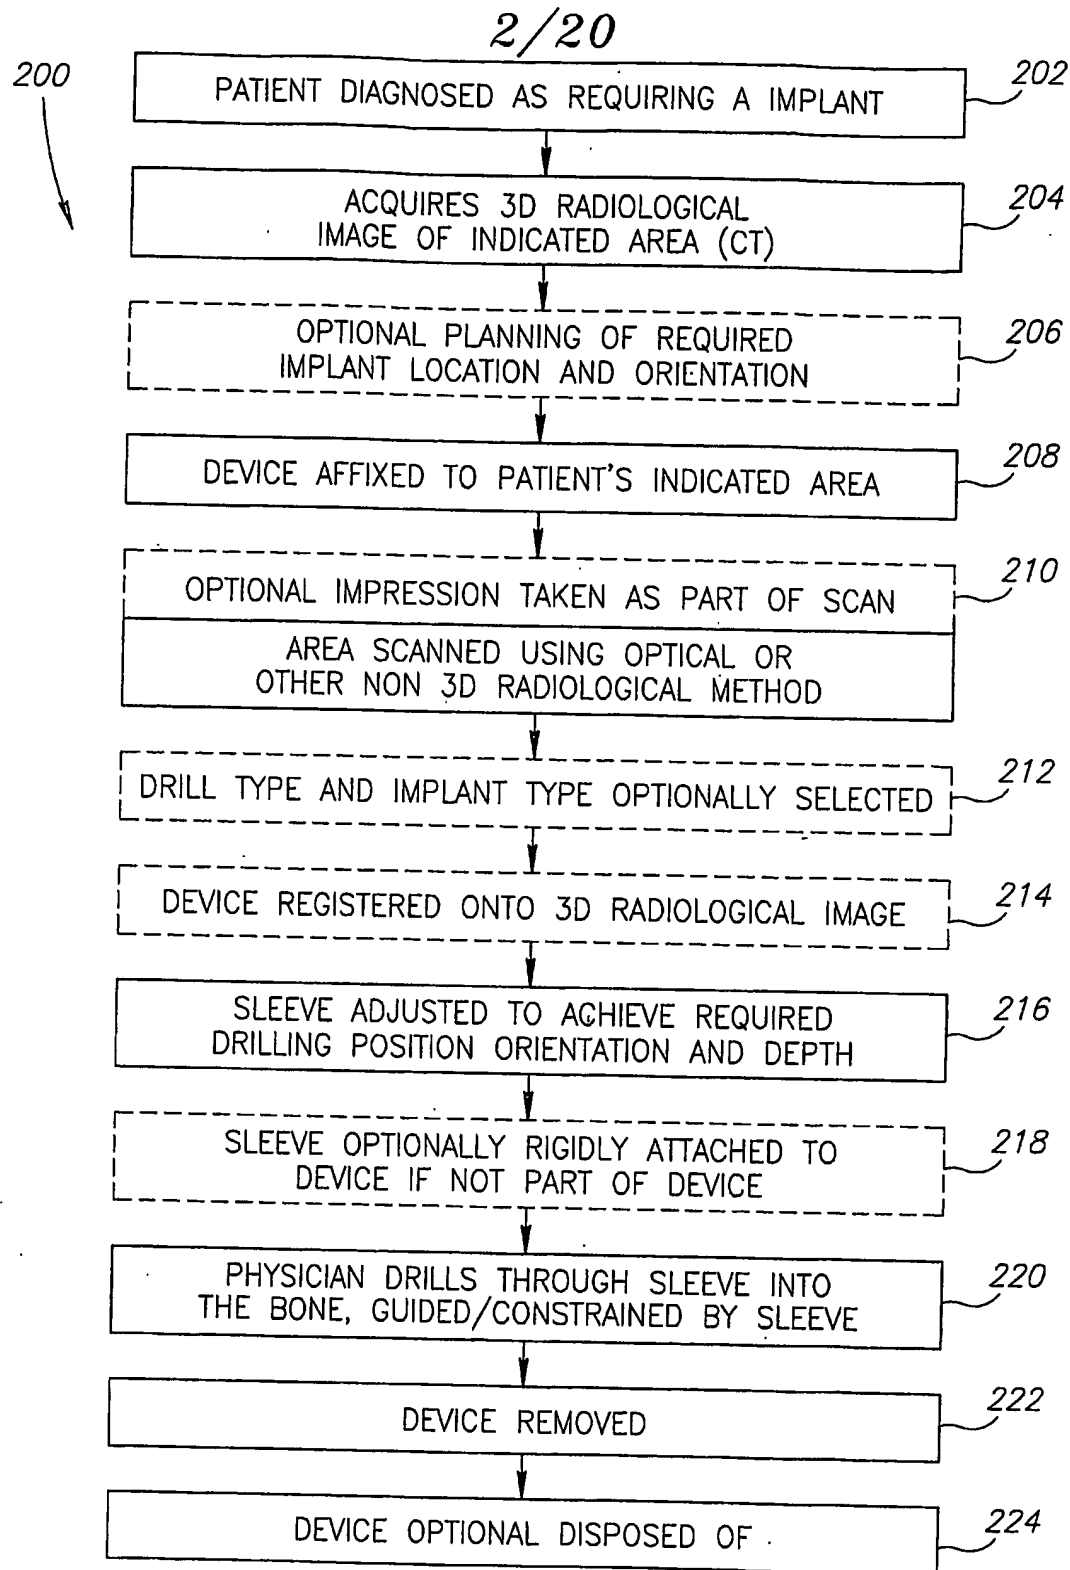 2/20
200
PATIENT DIAGNOSED AS REQUIRING A IMPLANT
202
ACQUIRES 3D RADIOLOGICAL
IMAGE OF INDICATED AREA (CT)
204
OPTIONAL PLANNING OF REQUIRED
IMPLANT LOCATION AND ORIENTATION
206
DEVICE AFFIXED TO PATIENT'S INDICATED AREA
208
OPTIONAL IMPRESSION TAKEN AS PART OF SCAN
210
AREA SCANNED USING OPTICAL OR
OTHER NON 3D RADIOLOGICAL METHOD
DRILL TYPE AND IMPLANT TYPE OPTIONALLY SELECTED
212
DEVICE REGISTERED ONTO 3D RADIOLOGICAL IMAGE
214
SLEEVE ADJUSTED TO ACHIEVE REQUIRED
DRILLING POSITION ORIENTATION AND DEPTH
216
SLEEVE OPTIONALLY RIGIDLY ATTACHED TO
DEVICE IF NOT PART OF DEVICE
218
PHYSICIAN DRILLS THROUGH SLEEVE INTO
THE BONE, GUIDED/CONSTRAINED BY SLEEVE
220
DEVICE REMOVED
222
DEVICE OPTIONAL DISPOSED OF
224